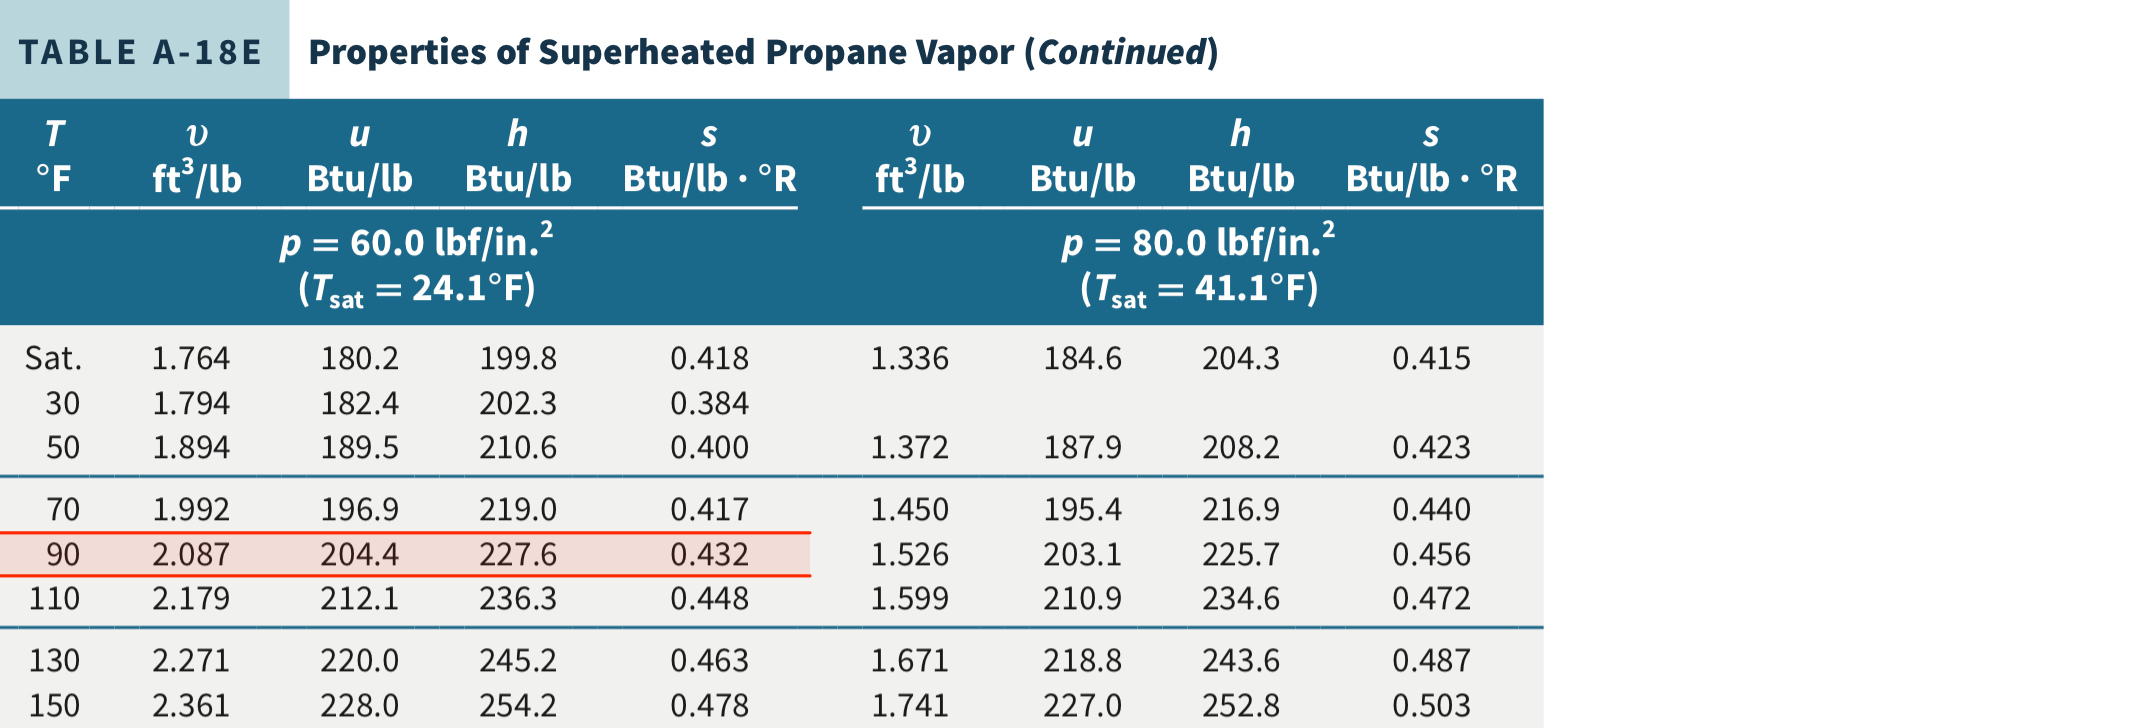 TABLE A-18E Properties of Superheated Propane Vapor (Continued)
T υ u h s υ u h s
°F ft³/lb Btu/lb Btu/lb Btu/lb · °R ft³/lb Btu/lb Btu/lb Btu/lb · °R
p = 60.0 lbf/in.² p = 80.0 lbf/in.²
(Tsat = 24.1°F) (Tsat = 41.1°F)
Sat. 1.764 180.2 199.8 0.418 1.336 184.6 204.3 0.415
30 1.794 182.4 202.3 0.384
50 1.894 189.5 210.6 0.400 1.372 187.9 208.2 0.423
70 1.992 196.9 219.0 0.417 1.450 195.4 216.9 0.440
90 2.087 204.4 227.6 0.432 1.526 203.1 225.7 0.456
110 2.179 212.1 236.3 0.448 1.599 210.9 234.6 0.472
130 2.271 220.0 245.2 0.463 1.671 218.8 243.6 0.487
150 2.361 228.0 254.2 0.478 1.741 227.0 252.8 0.503